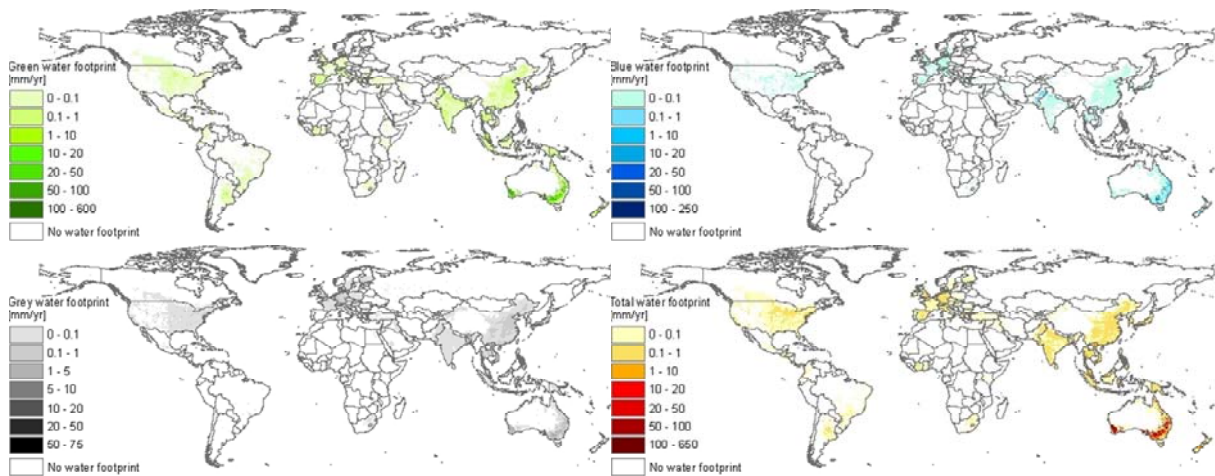 Green water footprint
[mm/yr]
0 - 0.1
0.1 - 1
1 - 10
10 - 20
20 - 50
50 - 100
100 - 600
No water footprint
Blue water footprint
[mm/yr]
0 - 0.1
0.1 - 1
1 - 10
10 - 20
20 - 50
50 - 100
100 - 250
No water footprint
Grey water footprint
[mm/yr]
0 - 0.1
0.1 - 1
1 - 5
5 - 10
10 - 20
20 - 50
50 - 75
No water footprint
Total water footprint
[mm/yr]
0 - 0.1
0.1 - 1
1 - 10
10 - 20
20 - 50
50 - 100
100 - 650
No water footprint